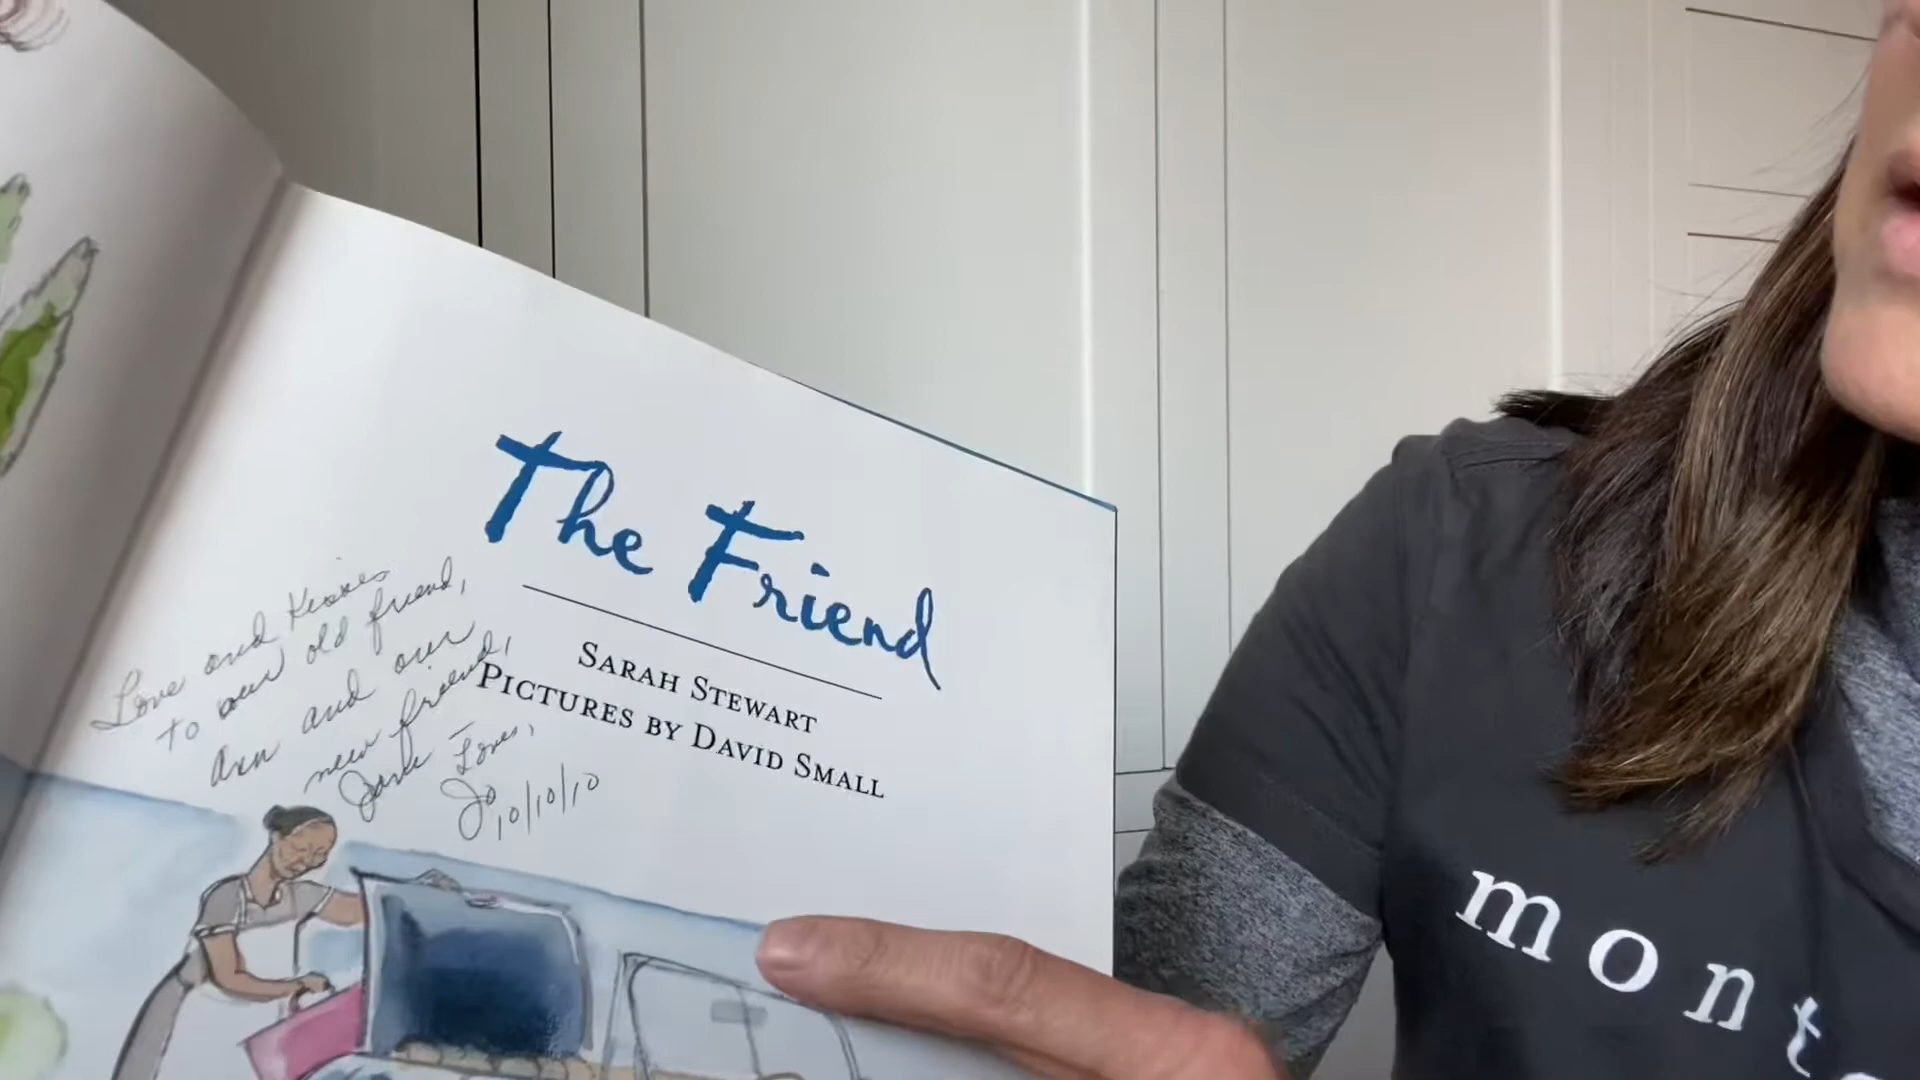 The Friend
SARAH STEWART
PICTURES BY DAVID SMALL
Love and Kisses
to our old friend,
Ann and our
new friend,
Love,
Jo
10/10/10
mont